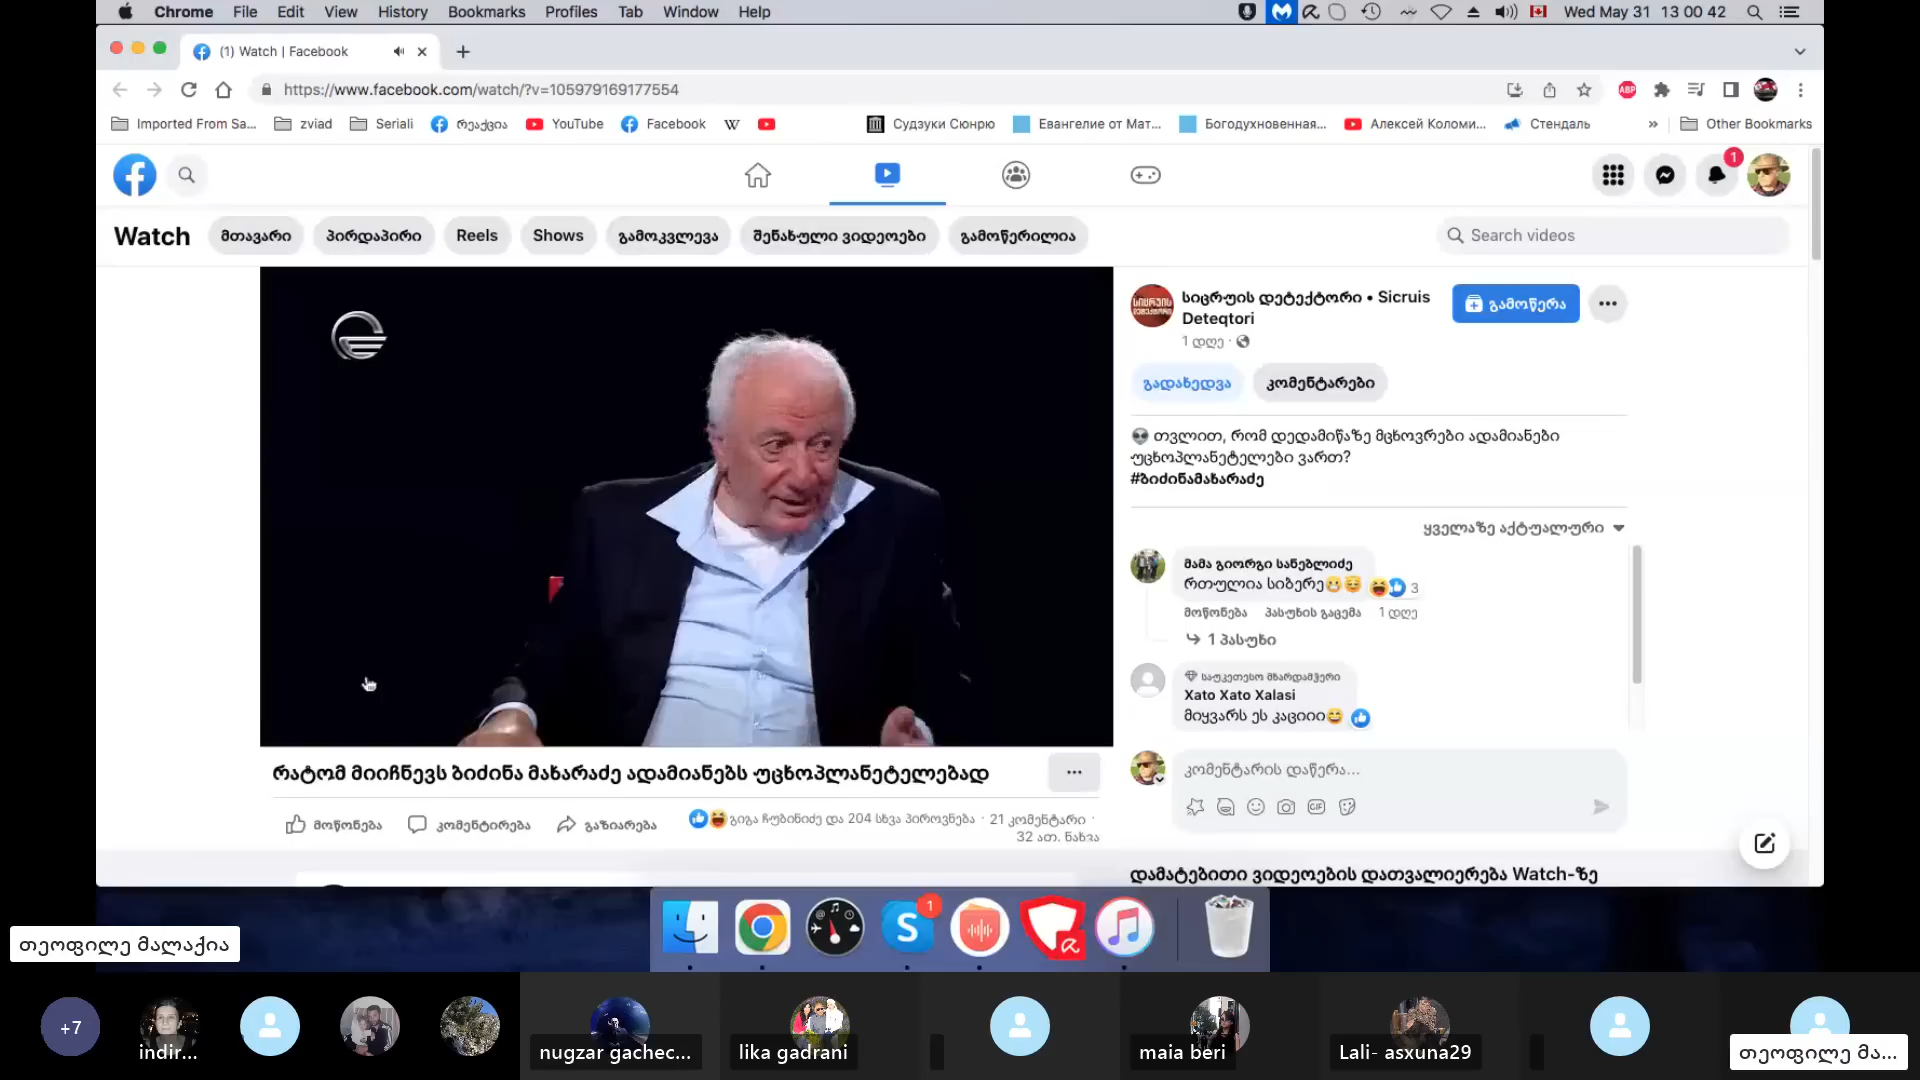 Chrome File Edit View History Bookmarks Profiles Tab Window Help
Wed May 31 13 00 42
(1) Watch | Facebook
https://www.facebook.com/watch/?v=105979169177554
ABP
Imported From Sa... zviad Seriali რეაქცია YouTube Facebook W Судзуки Сюнрю Евангелие от Мат... Богодухновенная... Алексей Коломи... Стендаль » Other Bookmarks
1
Watch მთავარი პირდაპირი Reels Shows გამოკვლევა შენახული ვიდეოები გამოწერილია
Search videos
სიცრუის დეტექტორი • Sicruis
Deteqtori
1 დღე ·
გამოწერა
გადახედვა კომენტარები
👽 თვლით, რომ დედამიწაზე მცხოვრები ადამიანები
უცხოპლანეტელები ვართ?
#ბიძინამახარაძე
ყველაზე აქტუალური
მამა გიორგი სანებლიძე
რთულია სიბერე😬😇 3
მოწონება პასუხის გაცემა 1 დღე
1 პასუხი
საუკეთესო მხარდამჭერი
Xato Xato Xalasi
მიყვარს ეს კაციიი😄
კომენტარის დაწერა...
GIF
რატომ მიიჩნევს ბიძინა მახარაძე ადამიანებს უცხოპლანეტელებად
მოწონება კომენტირება გაზიარება
გიგა ჩუბინიძე და 204 სხვა პიროვნება · 21 კომენტარი ·
32 ათ. ნახვა
დამატებითი ვიდეოების დათვალიერება Watch-ზე
S 1
თეოფილე მალაქია
+7
indir...
nugzar gachec...
lika gadrani
maia beri
Lali- asxuna29
თეოფილე მა...